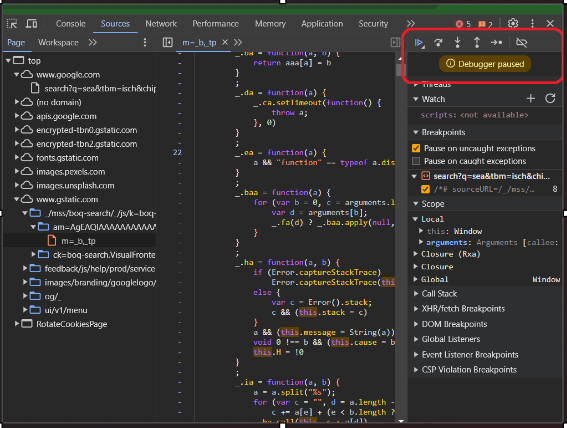 Console Sources Network Performance Memory Application Security 5 2
Page Workspace m=_b,_tp
top
www.google.com
search?q=sea&tbm=isch&chip
(no domain)
apis.google.com
encrypted-tbn0.gstatic.com
encrypted-tbn2.gstatic.com
fonts.gstatic.com
images.pexels.com
images.unsplash.com
www.gstatic.com
_/mss/boq-search/_/js/k=boq-
am=AgEAQI
m=_b,_tp
ck=boq-search.VisualFronte
feedback/js/help/prod/service
images/branding/googlelogo/
og/_
ui/v1/menu
RotateCookiesPage
_.ba = function(a, b) {
return aaa[a] = b
}
;
_.da = function(a) {
_.ca.setTimeout(function() {
throw a;
}, 0)
}
;
22
_.ea = function(a) {
a && "function" == typeof a.dis
}
;
_.baa = function(a) {
for (var b = 0, c = arguments.l
var d = arguments[b];
_.fa(d) ? _.baa.apply(null,
}
}
;
_.ha = function(a, b) {
if (Error.captureStackTrace)
Error.captureStackTrace(thi
else {
var c = Error().stack;
c && (this.stack = c)
}
a && (this.message = String(a))
void 0 !== b && (this.cause = b
this.H = !0
}
;
_.ia = function(a, b) {
a = a.split("%s");
for (var c = "", d = a.length -
c += a[e] + (e < b.length ?
Debugger paused
Threads
Watch
scripts: <not available>
Breakpoints
Pause on uncaught exceptions
Pause on caught exceptions
search?q=sea&tbm=isch&chi…
/*# sourceURL=/_/mss/… 8
Scope
Local
this: Window
arguments: Arguments [callee:
Closure (Rxa)
Closure
Global Window
Call Stack
XHR/fetch Breakpoints
DOM Breakpoints
Global Listeners
Event Listener Breakpoints
CSP Violation Breakpoints